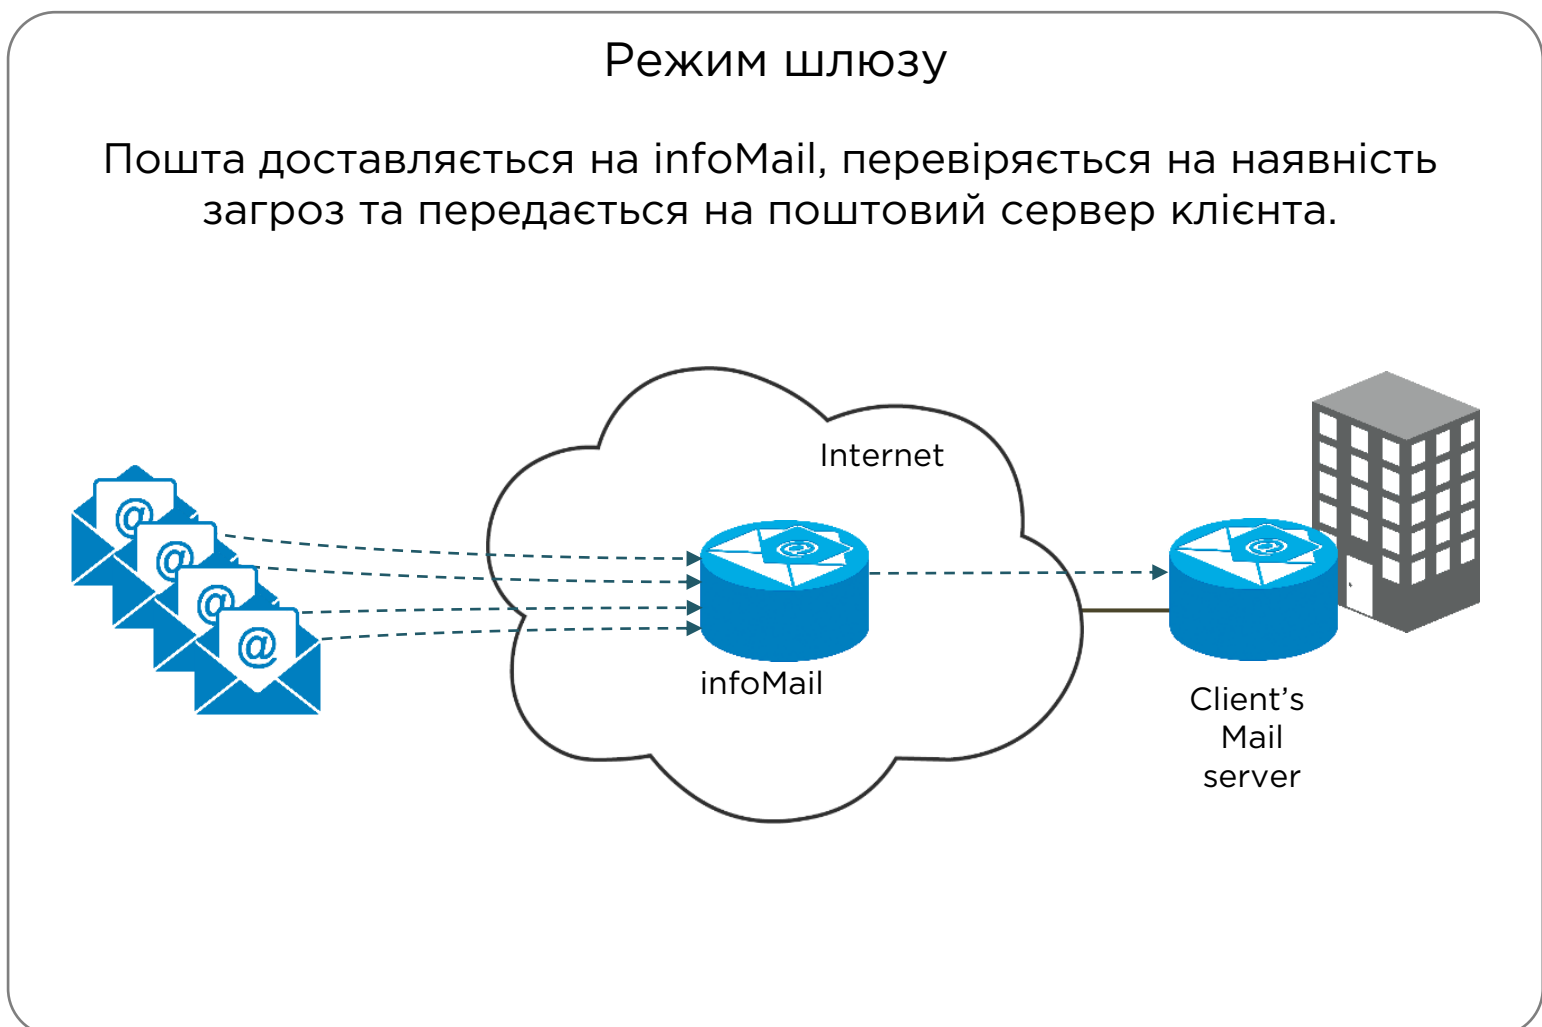 Режим шлюзу
Пошта доставляється на infoMail, перевіряється на наявність
загроз та передається на поштовий сервер клієнта.
Internet
@
@
@
@
@
@
infoMail
Client’s
Mail
server